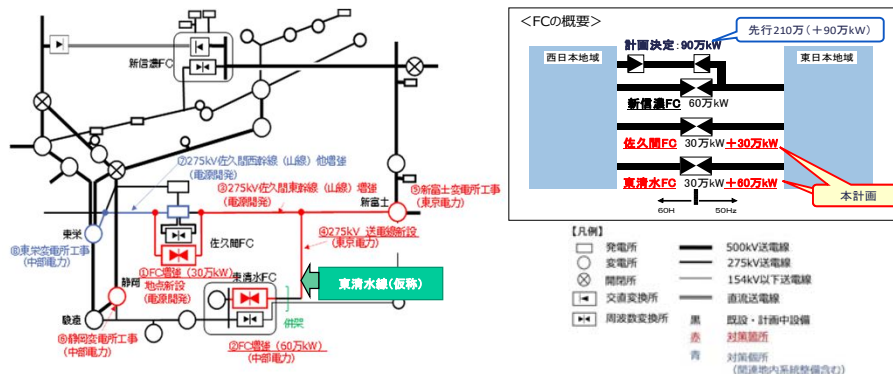 新信濃FC
⑦275kV佐久間西幹線（山線）他増強
（電源開発）
③275kV佐久間東幹線（山線）増強
（電源開発）
⑤新富士変電所工事
（東京電力）
新富士
④275kV 送電線新設
（東京電力）
東栄
⑧東栄変電所工事
（中部電力）
佐久間FC
①FC増強（30万kW）
地点新設
（電源開発）
静岡
東清水FC
東清水線（仮称）
併架
駿遠
⑥静岡変電所工事
（中部電力）
②FC増強（60万kW）
（中部電力）
＜FCの概要＞
先行210万（＋90万kW）
計画決定：90万kW
西日本地域
東日本地域
新信濃FC 60万kW
佐久間FC 30万kW ＋30万kW
東清水FC 30万kW ＋60万kW
本計画
60H
50Hz
【凡例】
発電所 500kV送電線
変電所 275kV送電線
開閉所 154kV以下送電線
交直変換所 直流送電線
周波数変換所 黒 既設・計画中設備
赤 対策箇所
青 対策個所
（関連地内系統整備含む）